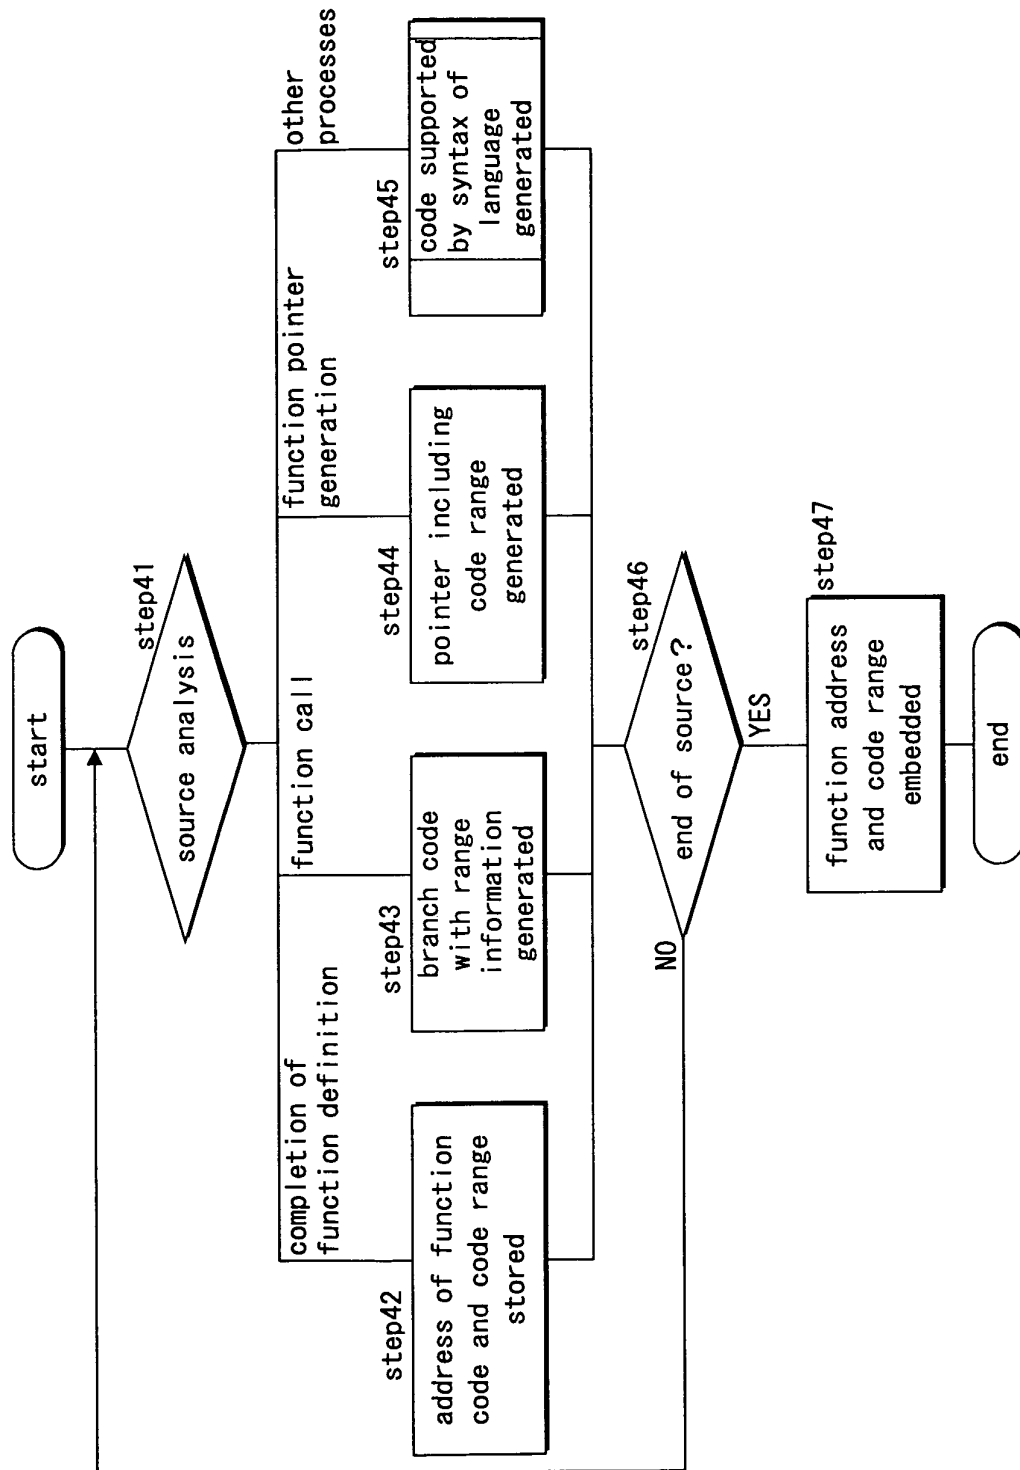 start
step41
source analysis
completion of
function definition
function call
function pointer
generation
other
processes
step42
address of function
code and code range
stored
step43
branch code
with range
information
generated
step44
pointer including
code range
generated
step45
code supported
by syntax of
language
generated
step46
end of source?
NO
YES
step47
function address
and code range
embedded
end